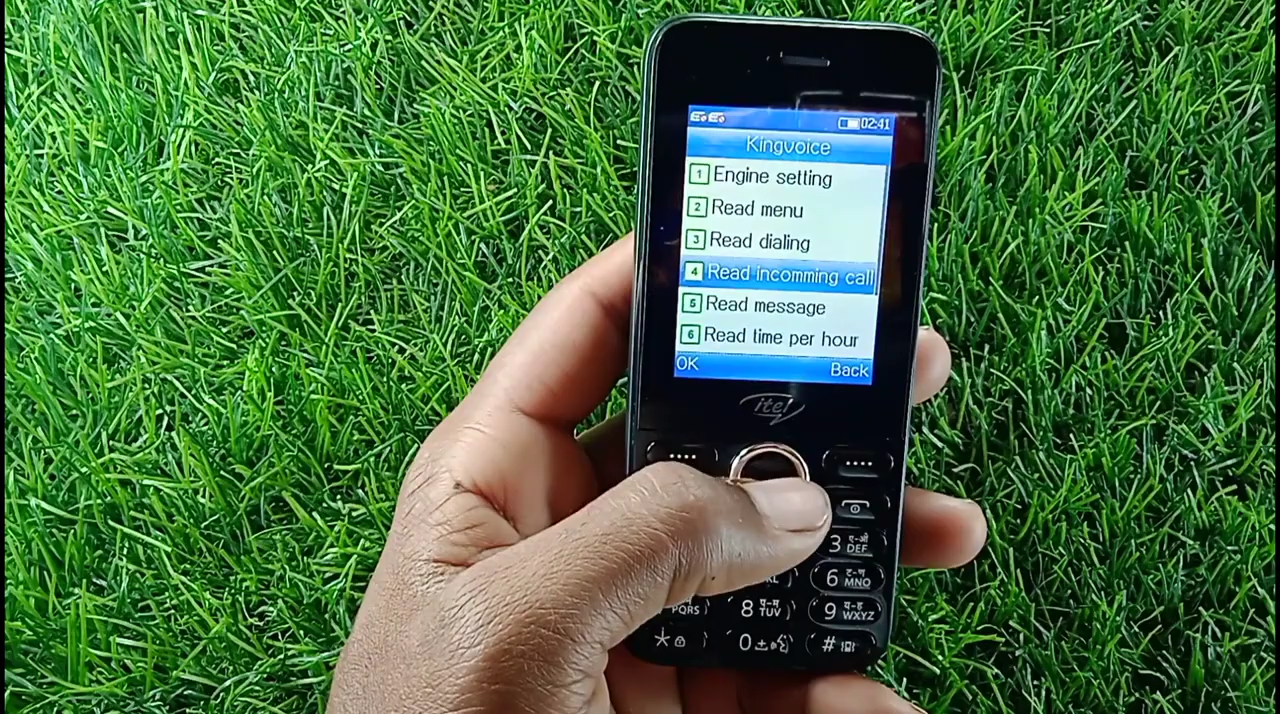 02:41
Kingvoice
1 Engine setting
2 Read menu
3 Read dialing
4 Read incomming call
5 Read message
6 Read time per hour
OK Back
itel
3 ए-औ DEF
6 ट-ण MNO
PQRS 8 प-म TUV 9 य-ह WXYZ
* 0 #